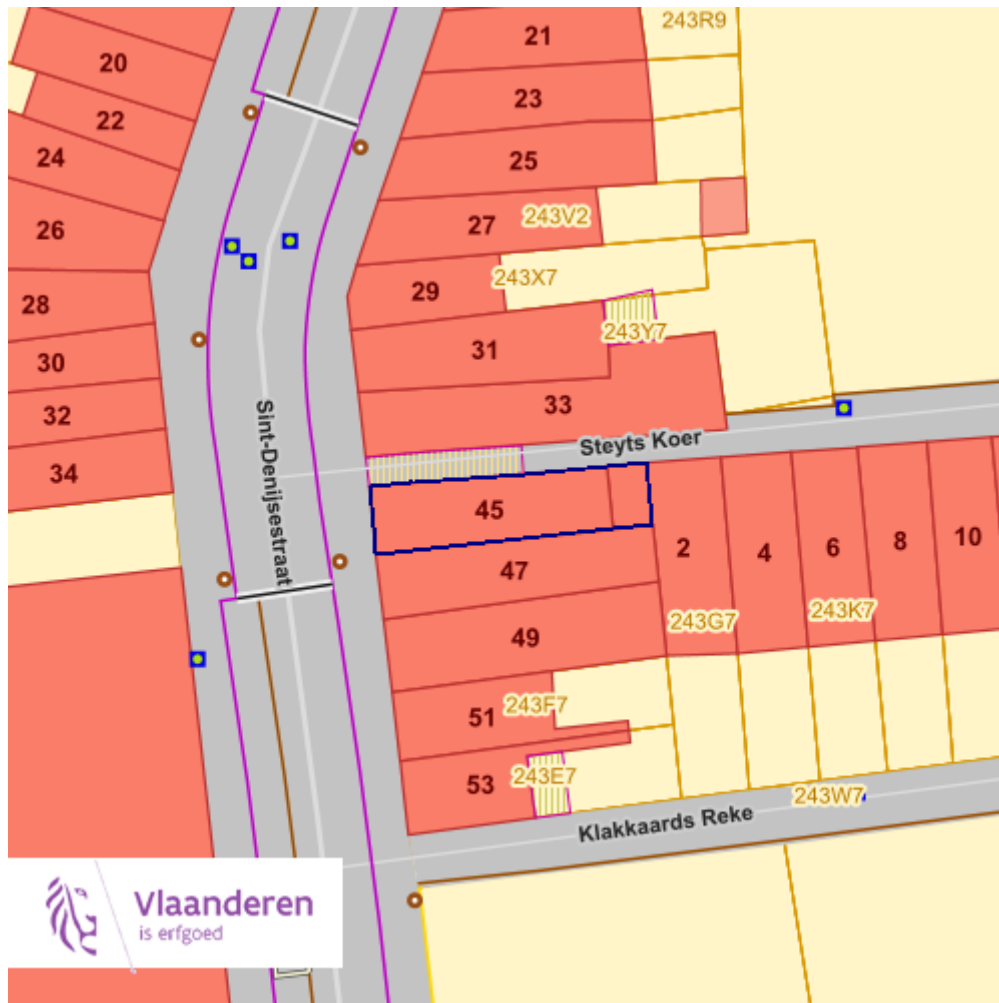 243R9
21
20
23
22
25
24
27
243V2
26
243X7
29
28
243Y7
31
30
33
32
Sint-Denijsestraat
Steyts Koer
34
45
2
4
6
8
10
47
243G7
243K7
49
51
243F7
53
243E7
243W7
Klakkaards Reke
Vlaanderen
is erfgoed